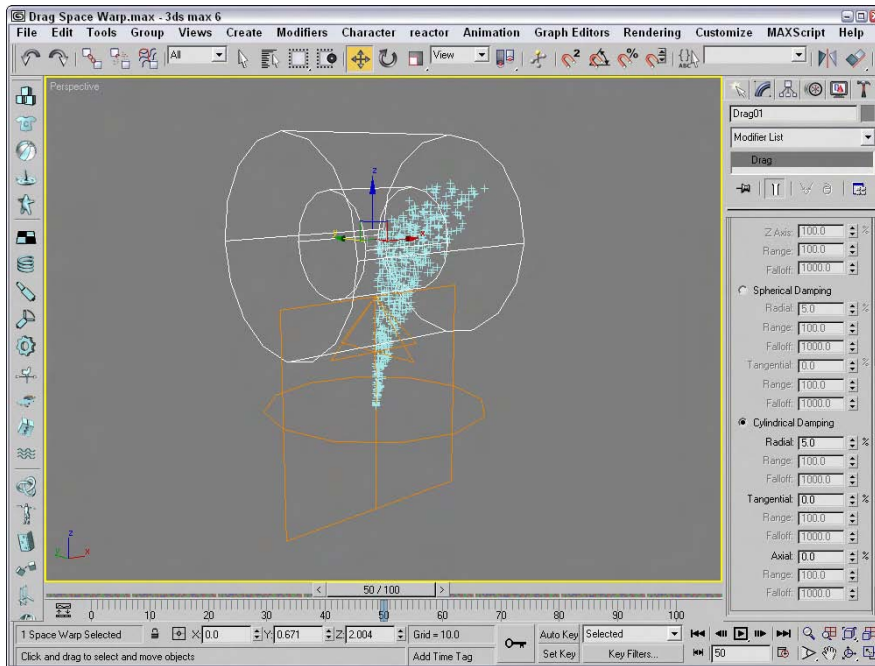 Drag Space Warp.max - 3ds max 6
File Edit Tools Group Views Create Modifiers Character reactor Animation Graph Editors Rendering Customize MAXScript Help
All
View
Perspective
z
y
x
z
y
x
Drag01
Modifier List
Drag
Z Axis: 100.0 %
Range: 100.0
Falloff: 1000.0
Spherical Damping
Radial: 5.0 %
Range: 100.0
Falloff: 1000.0
Tangential: 0.0 %
Range: 100.0
Falloff: 1000.0
Cylindrical Damping
Radial: 5.0 %
Range: 100.0
Falloff: 1000.0
Tangential: 0.0 %
Range: 100.0
Falloff: 1000.0
Axial: 0.0 %
Range: 100.0
Falloff: 1000.0
< 50 / 100 >
0 10 20 30 40 50 60 70 80 90 100
1 Space Warp Selected X: 0.0 Y: 0.671 Z: 2.004 Grid = 10.0 Auto Key Selected
Click and drag to select and move objects Add Time Tag Set Key Key Filters... 50